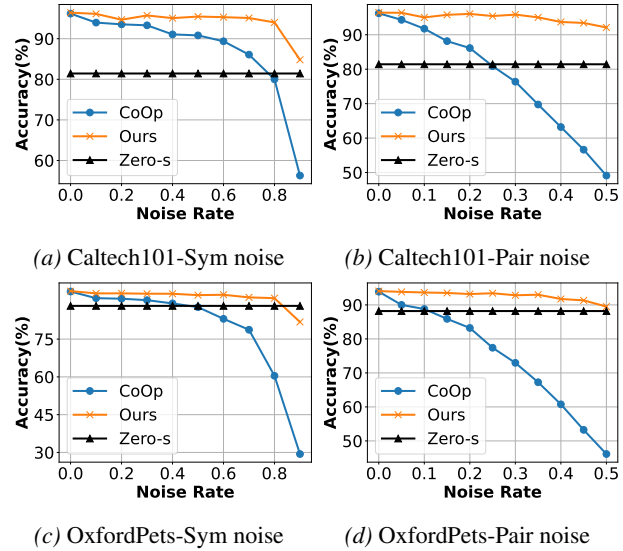 Accuracy(%)
90
80
70
60
CoOp
Ours
Zero-s
0.0 0.2 0.4 0.6 0.8
Noise Rate
(a) Caltech101-Sym noise
Accuracy(%)
90
80
70
60
50
CoOp
Ours
Zero-s
0.0 0.1 0.2 0.3 0.4 0.5
Noise Rate
(b) Caltech101-Pair noise
Accuracy(%)
75
60
45
30
CoOp
Ours
Zero-s
0.0 0.2 0.4 0.6 0.8
Noise Rate
(c) OxfordPets-Sym noise
Accuracy(%)
90
80
70
60
50
CoOp
Ours
Zero-s
0.0 0.1 0.2 0.3 0.4 0.5
Noise Rate
(d) OxfordPets-Pair noise